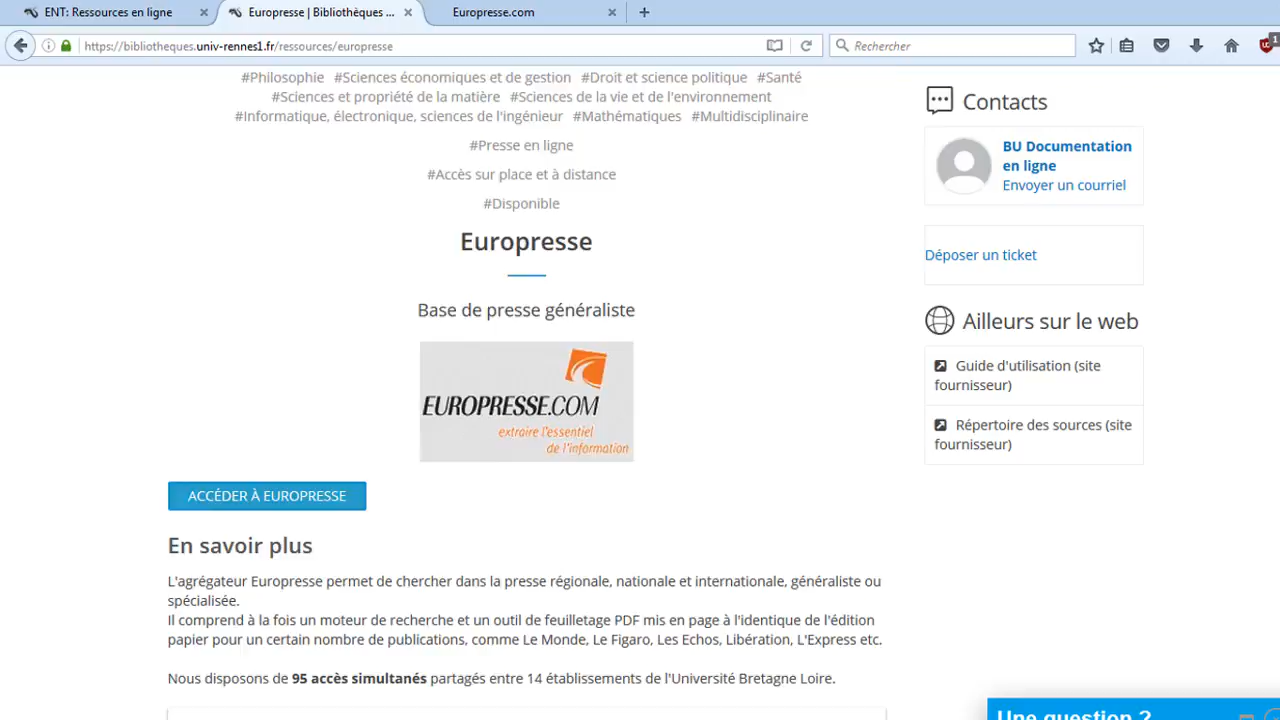 ENT: Ressources en ligne
Europresse | Bibliothèques ...
Europresse.com
https://bibliotheques.univ-rennes1.fr/ressources/europresse
Rechercher
1
#Philosophie #Sciences économiques et de gestion #Droit et science politique #Santé
#Sciences et propriété de la matière #Sciences de la vie et de l'environnement
#Informatique, électronique, sciences de l'ingénieur #Mathématiques #Multidisciplinaire
#Presse en ligne
#Accès sur place et à distance
#Disponible
Europresse
Base de presse généraliste
EUROPRESSE.COM
extraire l'essentiel
de l'information
ACCÉDER À EUROPRESSE
En savoir plus
L'agrégateur Europresse permet de chercher dans la presse régionale, nationale et internationale, généraliste ou
spécialisée.
Il comprend à la fois un moteur de recherche et un outil de feuilletage PDF mis en page à l'identique de l'édition
papier pour un certain nombre de publications, comme Le Monde, Le Figaro, Les Echos, Libération, L'Express etc.
Nous disposons de 95 accès simultanés partagés entre 14 établissements de l'Université Bretagne Loire.
Contacts
BU Documentation
en ligne
Envoyer un courriel
Déposer un ticket
Ailleurs sur le web
Guide d'utilisation (site
fournisseur)
Répertoire des sources (site
fournisseur)
Une question ?